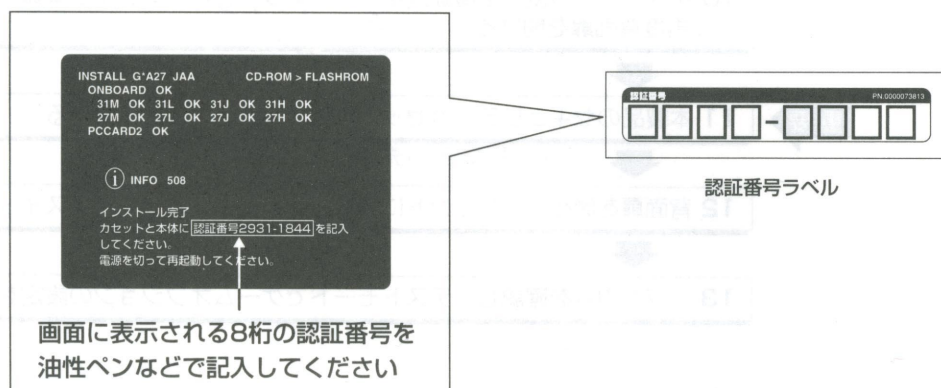 INSTALL G*A27 JAA CD-ROM > FLASHROM
ONBOARD OK
31M OK 31L OK 31J OK 31H OK
27M OK 27L OK 27J OK 27H OK
PCCARD2 OK
i INFO 508
インストール完了
カセットと本体に認証番号2931-1844を記入
してください。
電源を切って再起動してください。
画面に表示される8桁の認証番号を
油性ペンなどで記入してください
認証番号 PN.0000073813
認証番号ラベル